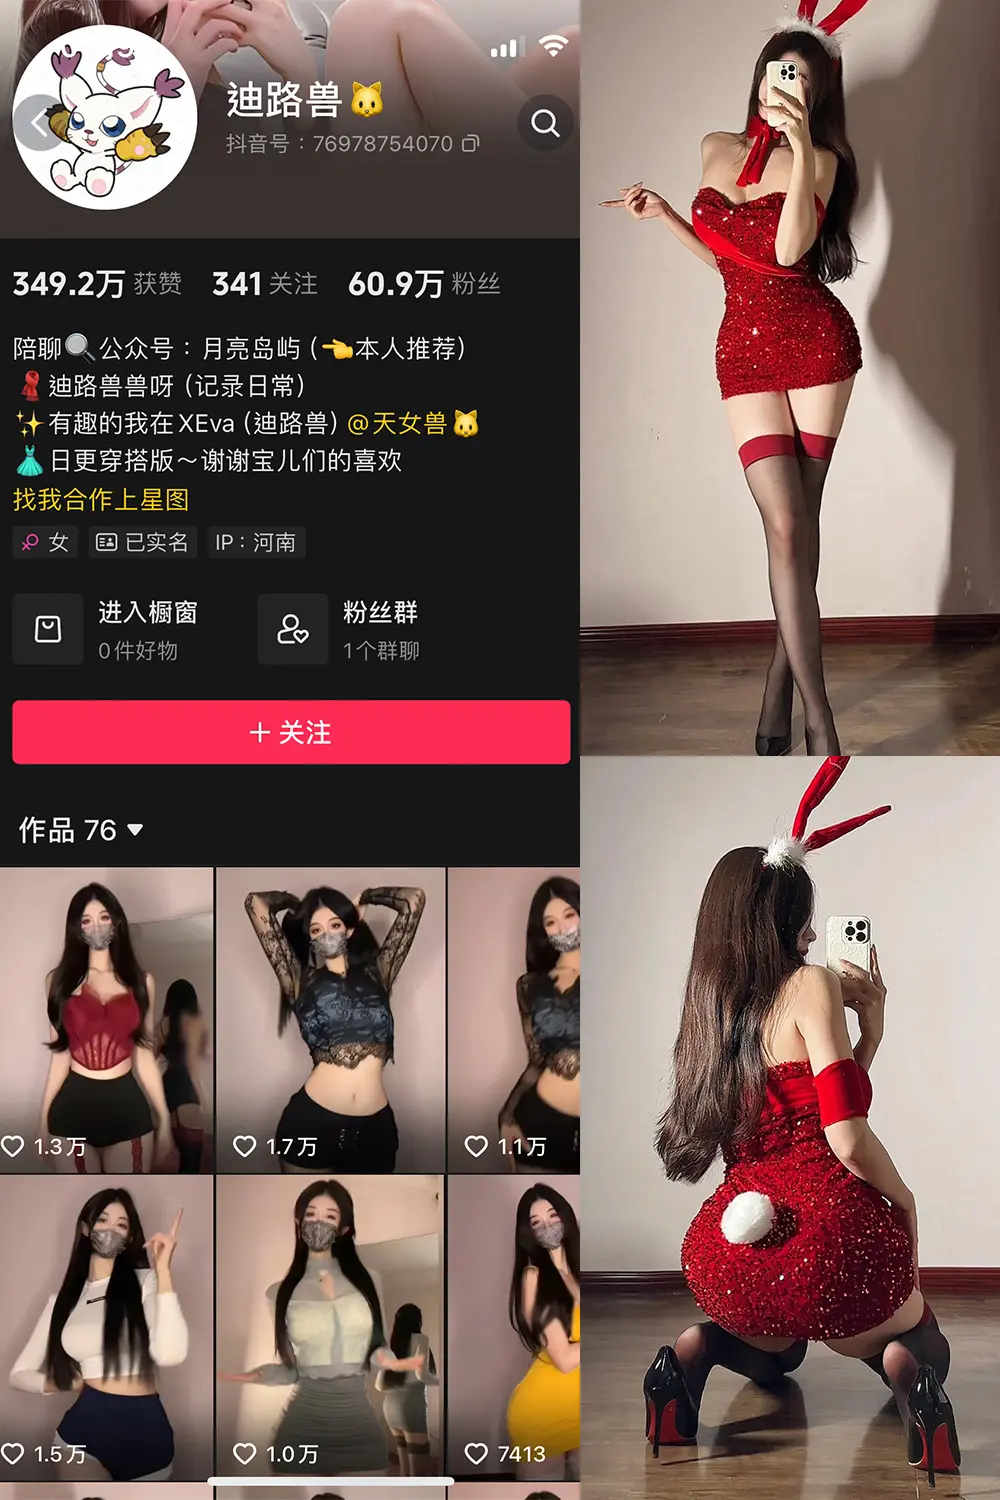 迪路兽🐱
抖音号：76978754070
349.2万 获赞 341 关注 60.9万 粉丝
陪聊🔍公众号：月亮岛屿（👈本人推荐）
🧣迪路兽兽呀（记录日常）
✨有趣的我在XEva（迪路兽）@天女兽🐱
👗日更穿搭版～谢谢宝儿们的喜欢
找我合作上星图
♀ 女 已实名 IP：河南
进入橱窗 粉丝群
0件好物 1个群聊
＋关注
作品 76
1.3万 1.7万 1.1万
1.5万 1.0万 7413